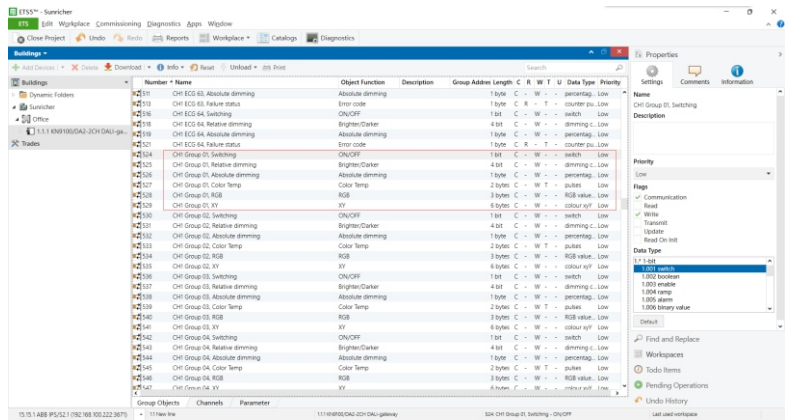 ETS5™ - Sunricher
ETS Edit Workplace Commissioning Diagnostics Apps Window
Close Project Undo Redo Reports Workplace Catalogs Diagnostics
Buildings
Add Devices Delete Download Info Reset Unload Print Search
Buildings
Dynamic Folders
Sunricher
Office
1.1.1 KN9100/DA2-2CH DALI-ga...
Trades
Number Name Object Function Description Group Addres Length C R W T U Data Type Priority
511 CH1 ECG 63, Absolute dimming Absolute dimming 1 byte C - W - - percentag... Low
513 CH1 ECG 63, Failure status Error code 1 byte C R - T - counter pu... Low
516 CH1 ECG 64, Switching ON/OFF 1 bit C - W - - switch Low
518 CH1 ECG 64, Relative dimming Brighter/Darker 4 bit C - W - - dimming c... Low
519 CH1 ECG 64, Absolute dimming Absolute dimming 1 byte C - W - - percentag... Low
521 CH1 ECG 64, Failure status Error code 1 byte C R - T - counter pu... Low
524 CH1 Group 01, Switching ON/OFF 1 bit C - W - - switch Low
525 CH1 Group 01, Relative dimming Brighter/Darker 4 bit C - W - - dimming c... Low
526 CH1 Group 01, Absolute dimming Absolute dimming 1 byte C - W - - percentag... Low
527 CH1 Group 01, Color Temp Color Temp 2 bytes C - W T - pulses Low
528 CH1 Group 01, RGB RGB 3 bytes C - W - - RGB value... Low
529 CH1 Group 01, XY XY 6 bytes C - W - - colour xyY Low
530 CH1 Group 02, Switching ON/OFF 1 bit C - W - - switch Low
531 CH1 Group 02, Relative dimming Brighter/Darker 4 bit C - W - - dimming c... Low
532 CH1 Group 02, Absolute dimming Absolute dimming 1 byte C - W - - percentag... Low
533 CH1 Group 02, Color Temp Color Temp 2 bytes C - W T - pulses Low
534 CH1 Group 02, RGB RGB 3 bytes C - W - - RGB value... Low
535 CH1 Group 02, XY XY 6 bytes C - W - - colour xyY Low
536 CH1 Group 03, Switching ON/OFF 1 bit C - W - - switch Low
537 CH1 Group 03, Relative dimming Brighter/Darker 4 bit C - W - - dimming c... Low
538 CH1 Group 03, Absolute dimming Absolute dimming 1 byte C - W - - percentag... Low
539 CH1 Group 03, Color Temp Color Temp 2 bytes C - W T - pulses Low
540 CH1 Group 03, RGB RGB 3 bytes C - W - - RGB value... Low
541 CH1 Group 03, XY XY 6 bytes C - W - - colour xyY Low
542 CH1 Group 04, Switching ON/OFF 1 bit C - W - - switch Low
543 CH1 Group 04, Relative dimming Brighter/Darker 4 bit C - W - - dimming c... Low
544 CH1 Group 04, Absolute dimming Absolute dimming 1 byte C - W - - percentag... Low
545 CH1 Group 04, Color Temp Color Temp 2 bytes C - W T - pulses Low
546 CH1 Group 04, RGB RGB 3 bytes C - W - - RGB value... Low
547 CH1 Group 04, XY XY 6 bytes C - W - - colour xyY Low
Group Objects Channels Parameter
Properties
Settings Comments Information
Name
CH1 Group 01, Switching
Description
Priority
Low
Flags
Communication
Read
Write
Transmit
Update
Read On Init
Data Type
1.* 1-bit
1.001 switch
1.002 boolean
1.003 enable
1.004 ramp
1.005 alarm
1.006 binary value
Default
Find and Replace
Workspaces
Todo Items
Pending Operations
Undo History
15.15.1 ABB IPS/S2.1 (192.168.100.222:3671) 1.1 New line 1.1.1 KN9100/DA2-2CH DALI-gateway 524: CH1 Group 01, Switching - ON/OFF Last used workspace